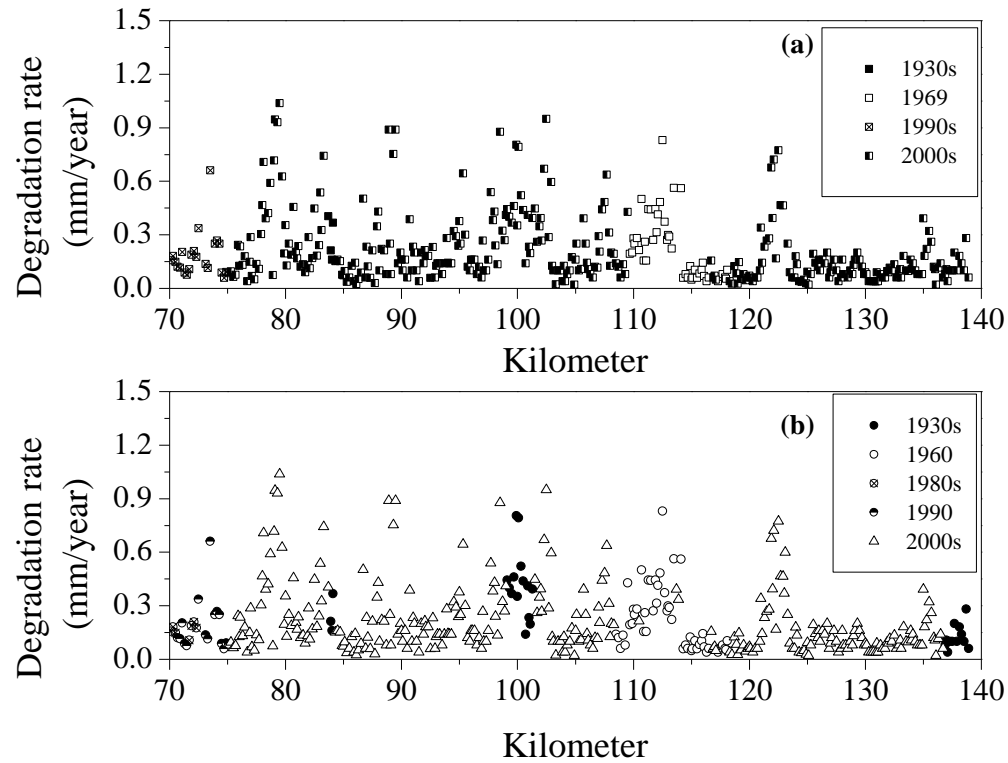 Degradation rate
(mm/year)
1.5
1.2
0.9
0.6
0.3
0.0
(a)
1930s
1969
1990s
2000s
70 80 90 100 110 120 130 140
Kilometer
Degradation rate
(mm/year)
1.5
1.2
0.9
0.6
0.3
0.0
(b)
1930s
1960
1980s
1990
2000s
70 80 90 100 110 120 130 140
Kilometer